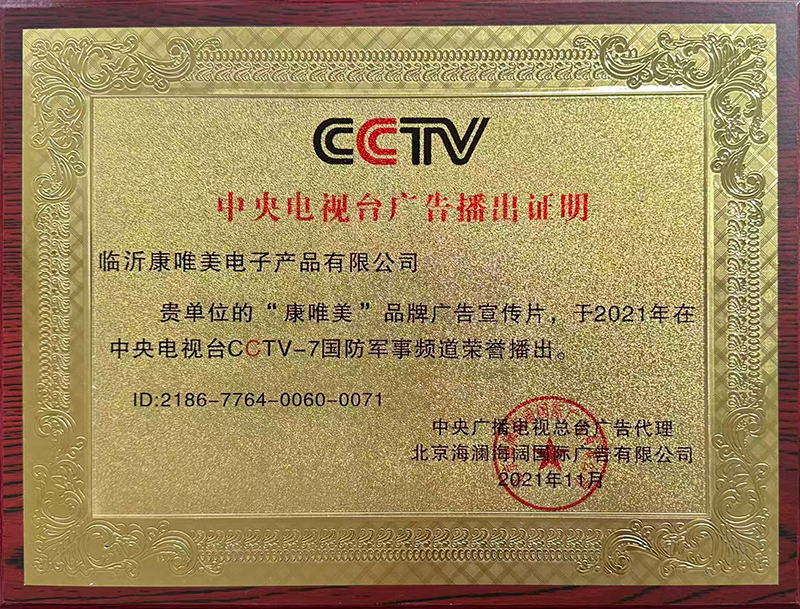 CCTV
中央电视台广告播出证明
临沂康唯美电子产品有限公司
贵单位的“康唯美”品牌广告宣传片，于2021年在
中央电视台CCTV-7国防军事频道荣誉播出。
ID:2186-7764-0060-0071
中央广播电视总台广告代理
北京海澜海阔国际广告有限公司
2021年11月